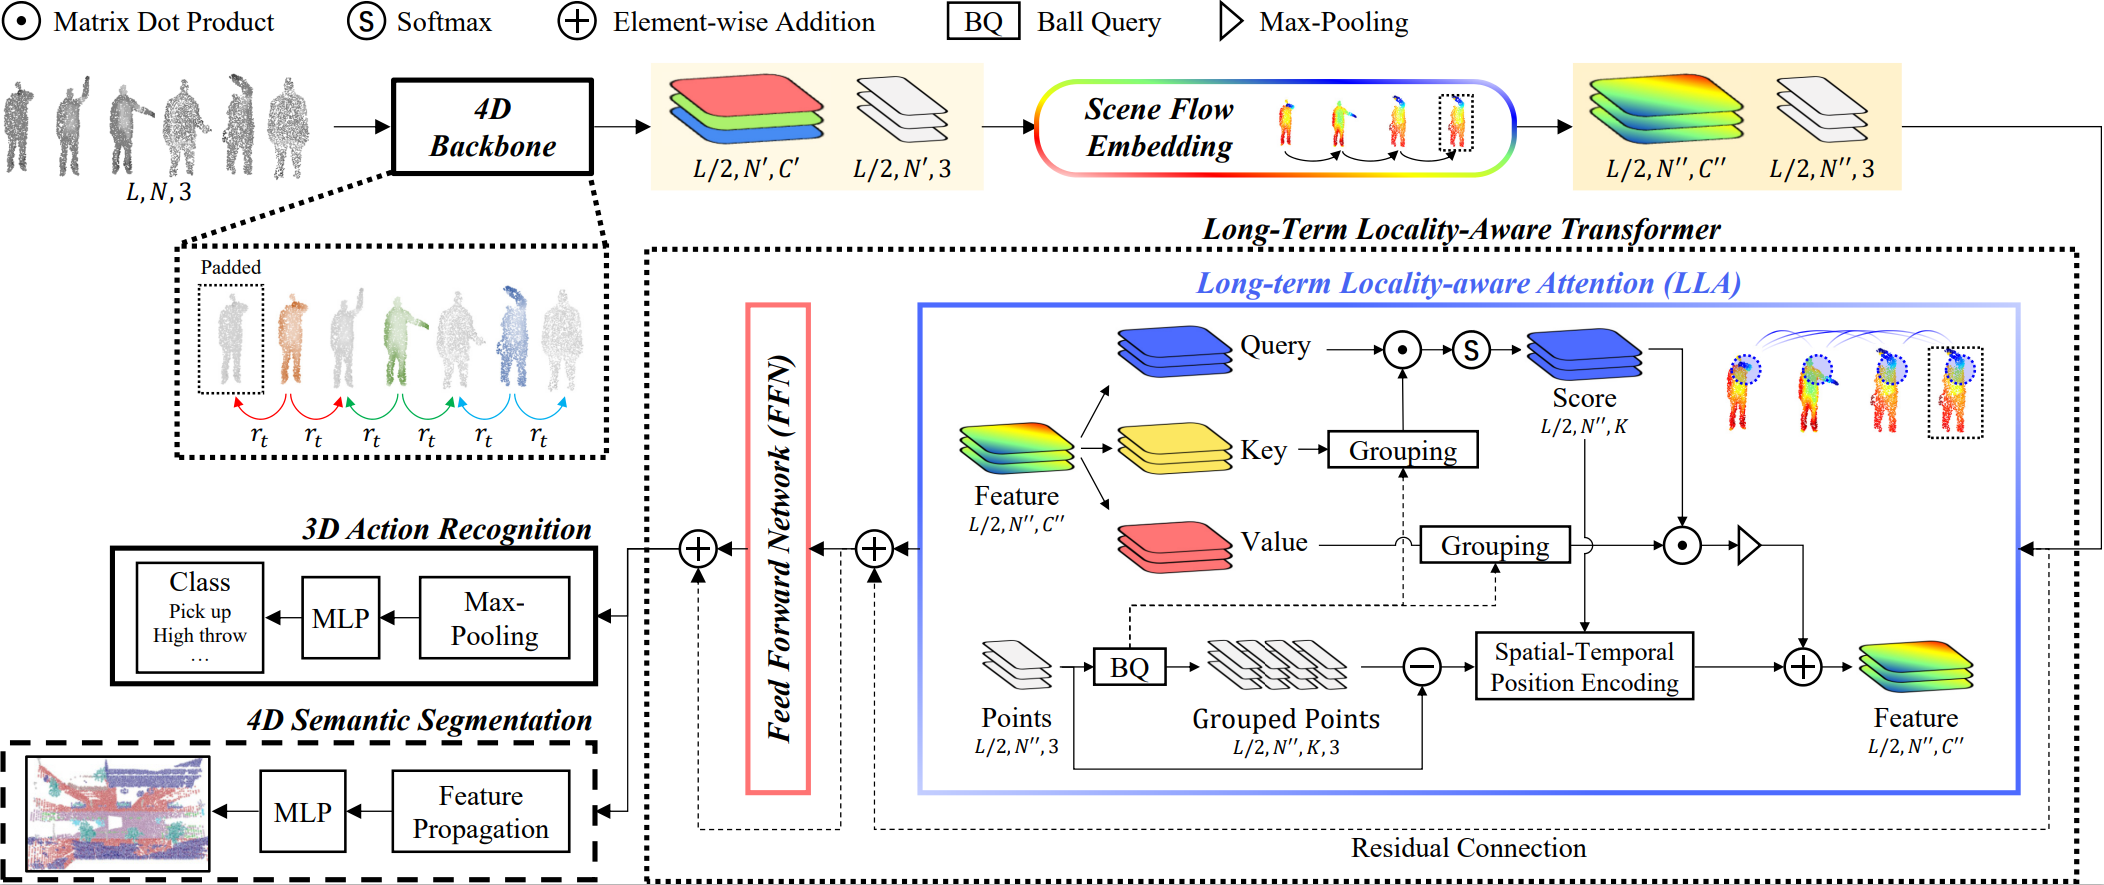 Matrix Dot Product
S
Softmax
Element-wise Addition
BQ
Ball Query
Max-Pooling
L, N, 3
4D
Backbone
L/2, N′, C′
L/2, N′, 3
Scene Flow
Embedding
L/2, N′′, C′′
L/2, N′′, 3
Padded
r_t
r_t
r_t
r_t
r_t
r_t
Long-Term Locality-Aware Transformer
Long-term Locality-aware Attention (LLA)
Feature
L/2, N′′, C′′
Query
Key
Value
S
Score
L/2, N′′, K
Grouping
Grouping
Points
L/2, N′′, 3
BQ
Grouped Points
L/2, N′′, K, 3
Spatial-Temporal
Position Encoding
Feature
L/2, N′′, C′′
Residual Connection
Feed Forward Network (FFN)
3D Action Recognition
Class
Pick up
High throw
…
MLP
Max-
Pooling
4D Semantic Segmentation
MLP
Feature
Propagation